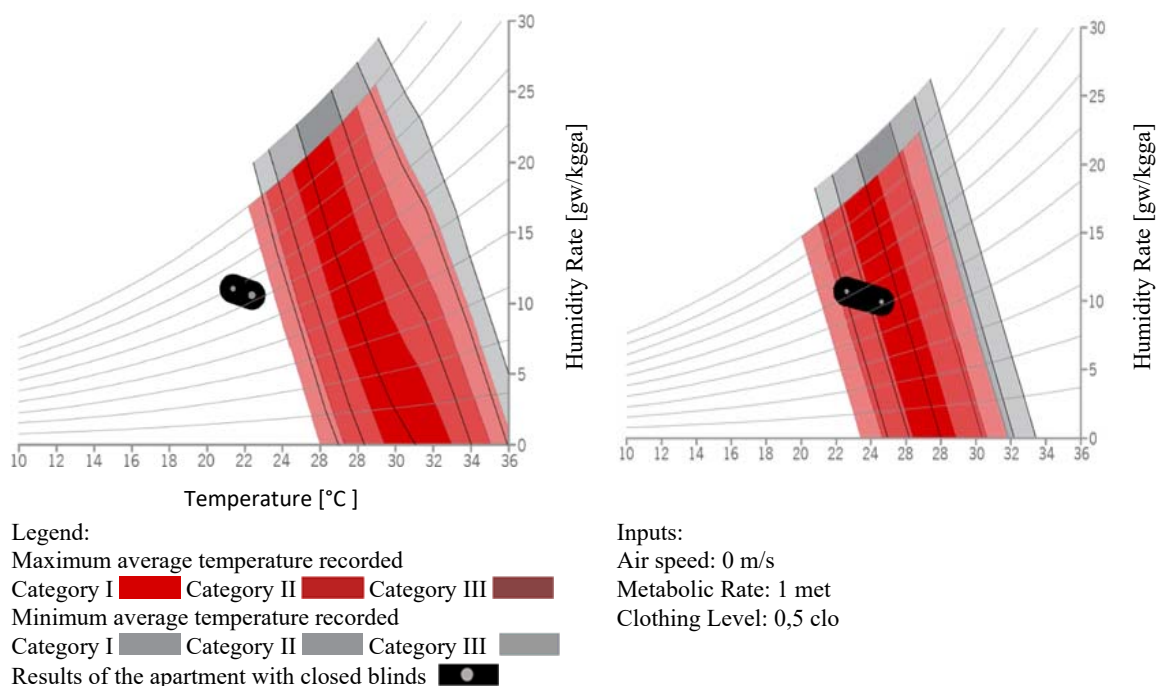 30
25
20
15
10
5
0
Humidity Rate [gw/kgga]
10 12 14 16 18 20 22 24 26 28 30 32 34 36
Temperature [°C ]
30
25
20
15
10
5
0
Humidity Rate [gw/kgga]
10 12 14 16 18 20 22 24 26 28 30 32 34 36
Legend:
Maximum average temperature recorded
Category I Category II Category III
Minimum average temperature recorded
Category I Category II Category III
Results of the apartment with closed blinds
Inputs:
Air speed: 0 m/s
Metabolic Rate: 1 met
Clothing Level: 0,5 clo